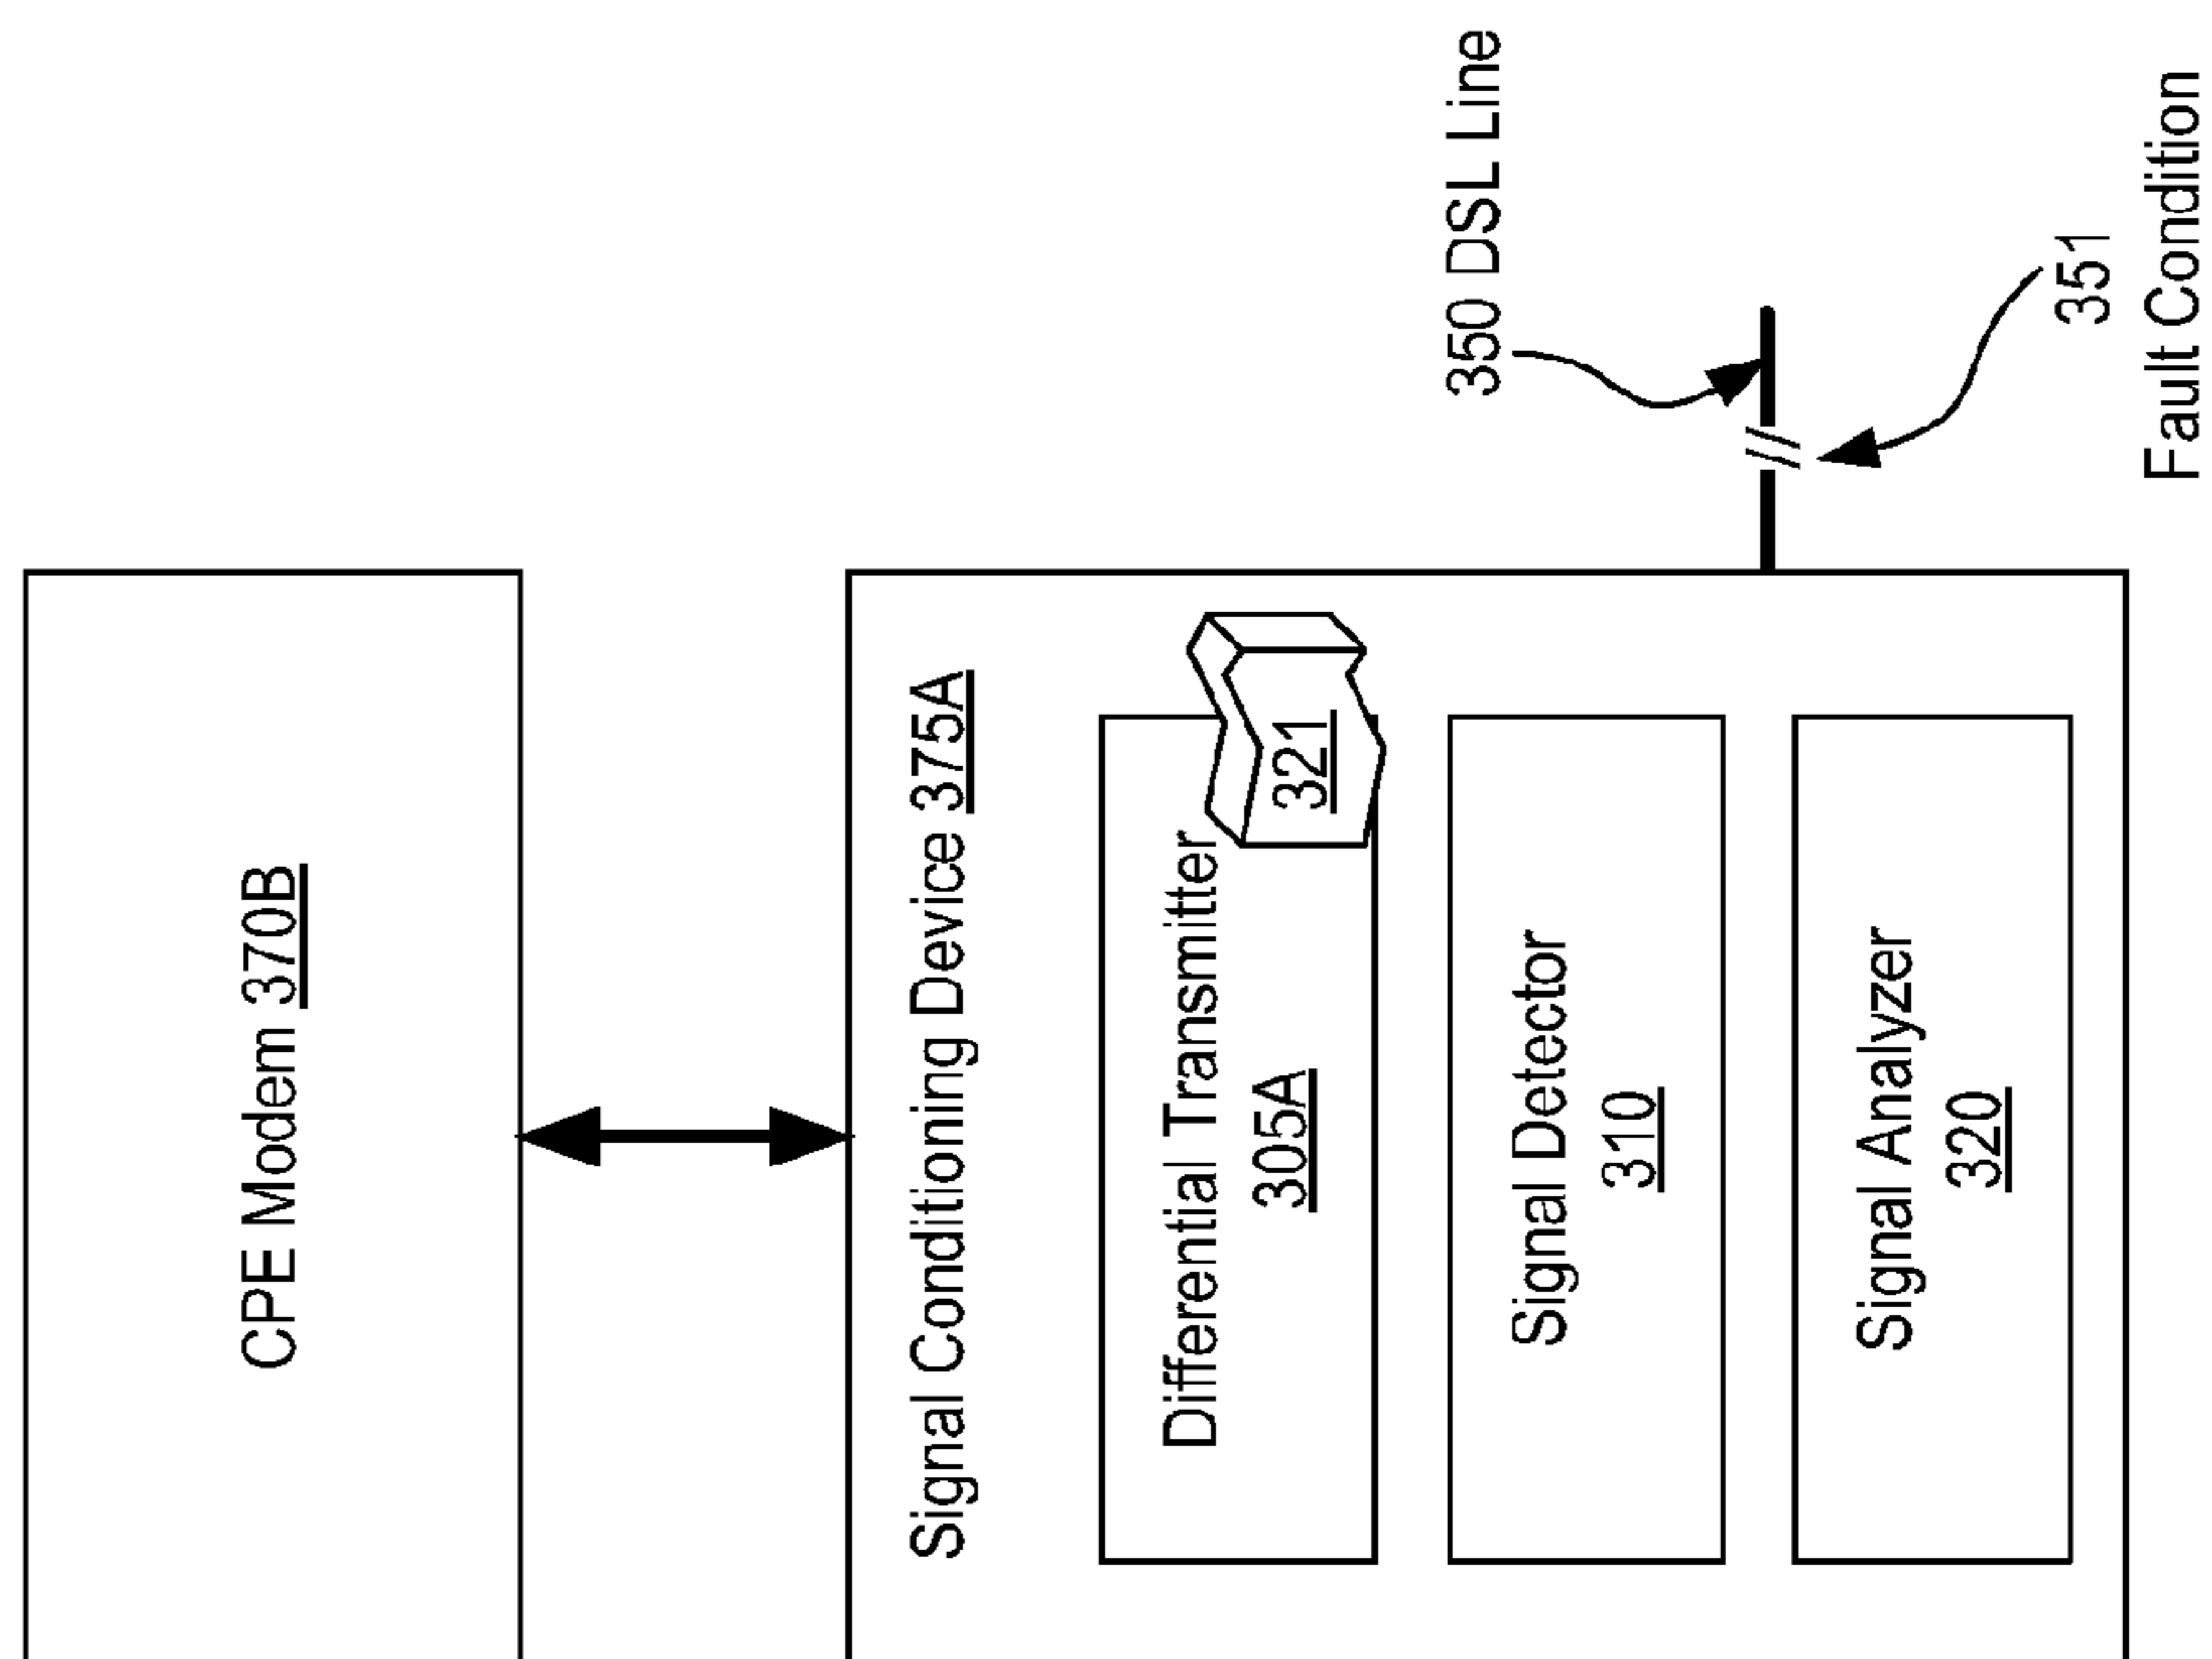 CPE Modem 370B
Signal Conditioning Device 375A
Differential Transmitter
305A
321
Signal Detector
310
Signal Analyzer
320
350 DSL Line
351
Fault Condition